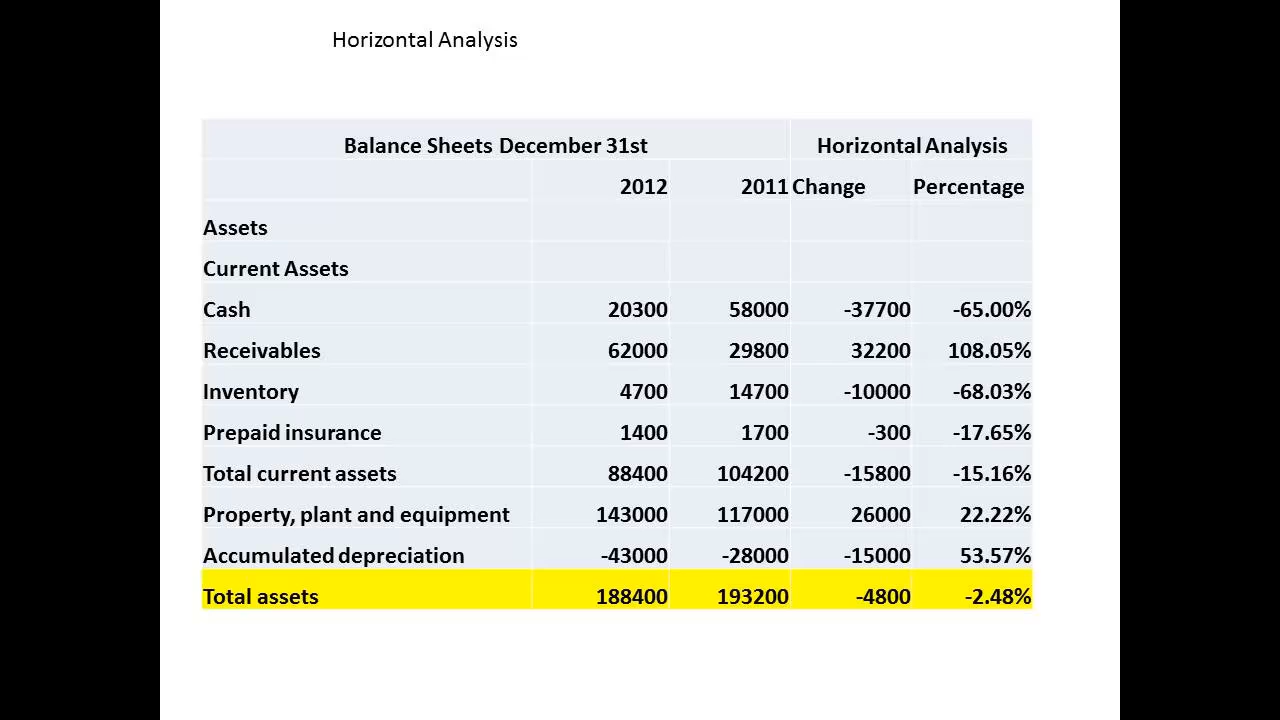 Horizontal Analysis
Balance Sheets December 31st Horizontal Analysis
2012 2011 Change Percentage
Assets
Current Assets
Cash 20300 58000 -37700 -65.00%
Receivables 62000 29800 32200 108.05%
Inventory 4700 14700 -10000 -68.03%
Prepaid insurance 1400 1700 -300 -17.65%
Total current assets 88400 104200 -15800 -15.16%
Property, plant and equipment 143000 117000 26000 22.22%
Accumulated depreciation -43000 -28000 -15000 53.57%
Total assets 188400 193200 -4800 -2.48%